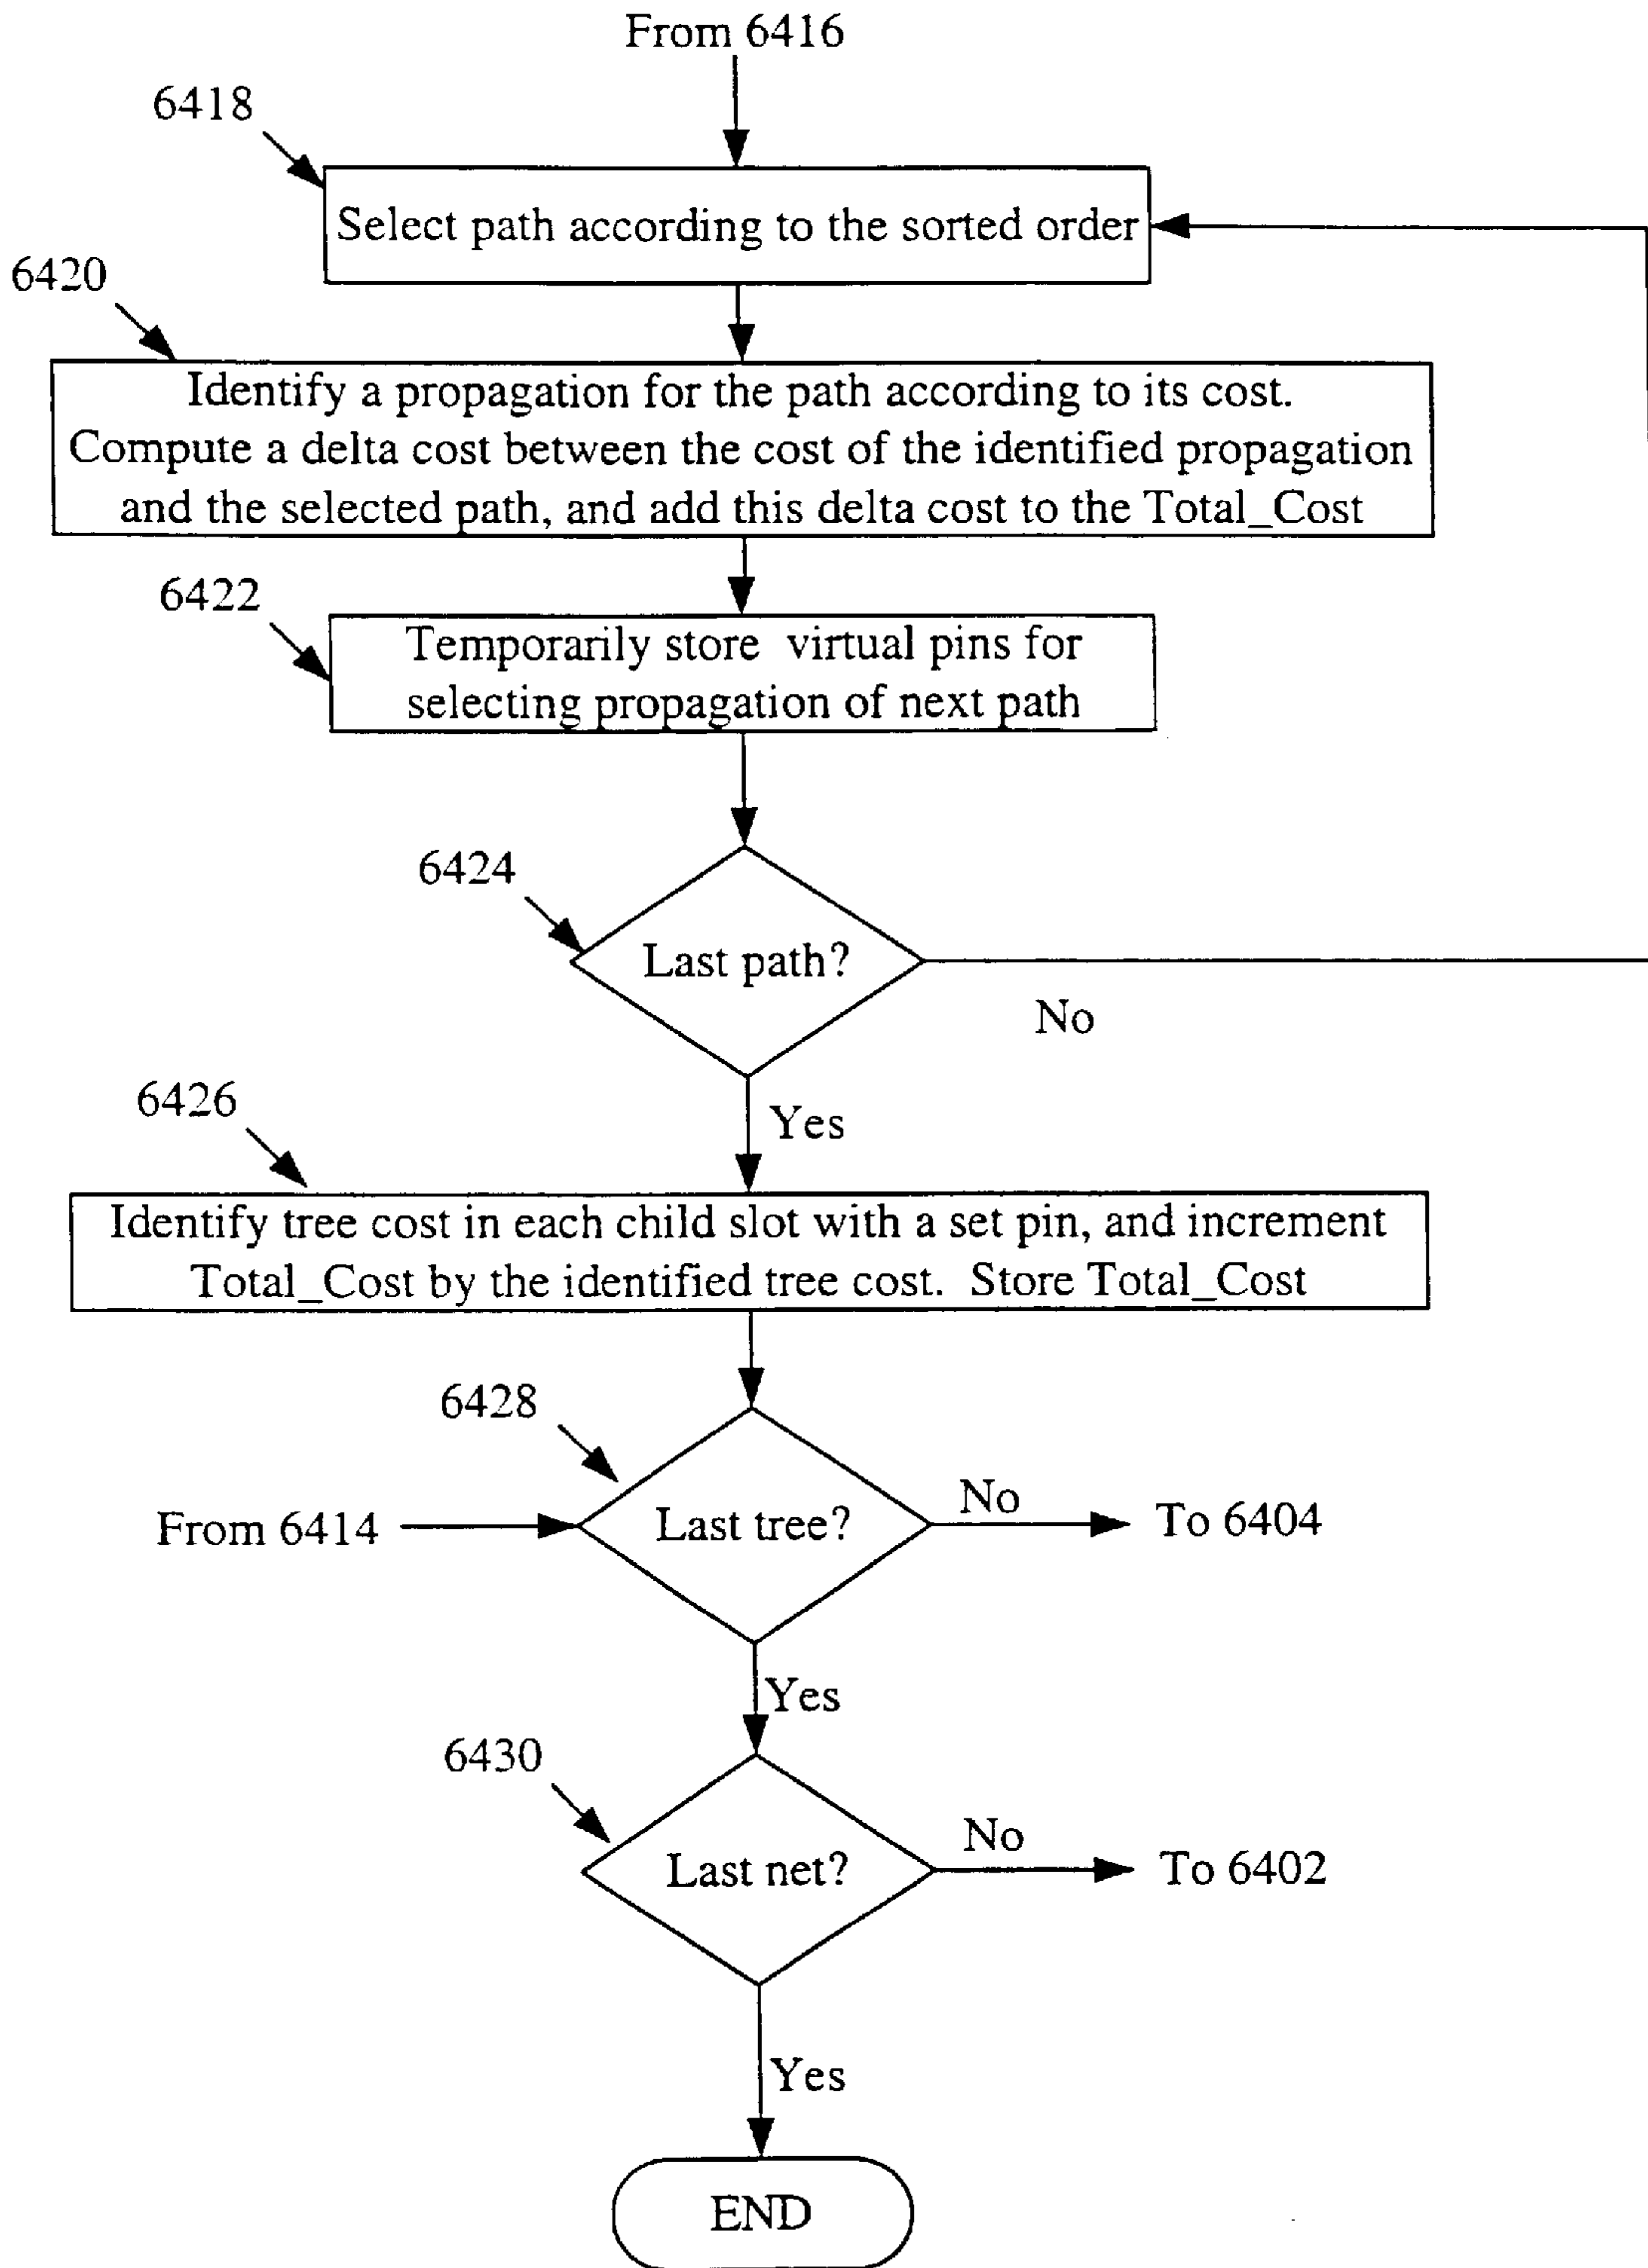 From 6416
6418
Select path according to the sorted order
6420
Identify a propagation for the path according to its cost.
Compute a delta cost between the cost of the identified propagation
and the selected path, and add this delta cost to the Total_Cost
6422
Temporarily store virtual pins for
selecting propagation of next path
6424
Last path?
No
Yes
6426
Identify tree cost in each child slot with a set pin, and increment
Total_Cost by the identified tree cost. Store Total_Cost
6428
From 6414
Last tree?
No
To 6404
Yes
6430
Last net?
No
To 6402
Yes
END